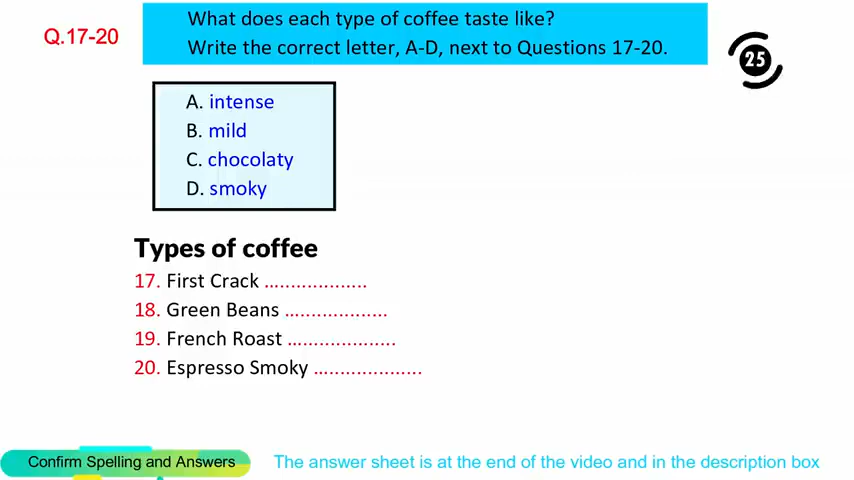 Q.17-20
What does each type of coffee taste like?
Write the correct letter, A-D, next to Questions 17-20.
25
A. intense
B. mild
C. chocolaty
D. smoky
Types of coffee
17. First Crack ...................
18. Green Beans ...................
19. French Roast ....................
20. Espresso Smoky ....................
Confirm Spelling and Answers
The answer sheet is at the end of the video and in the description box